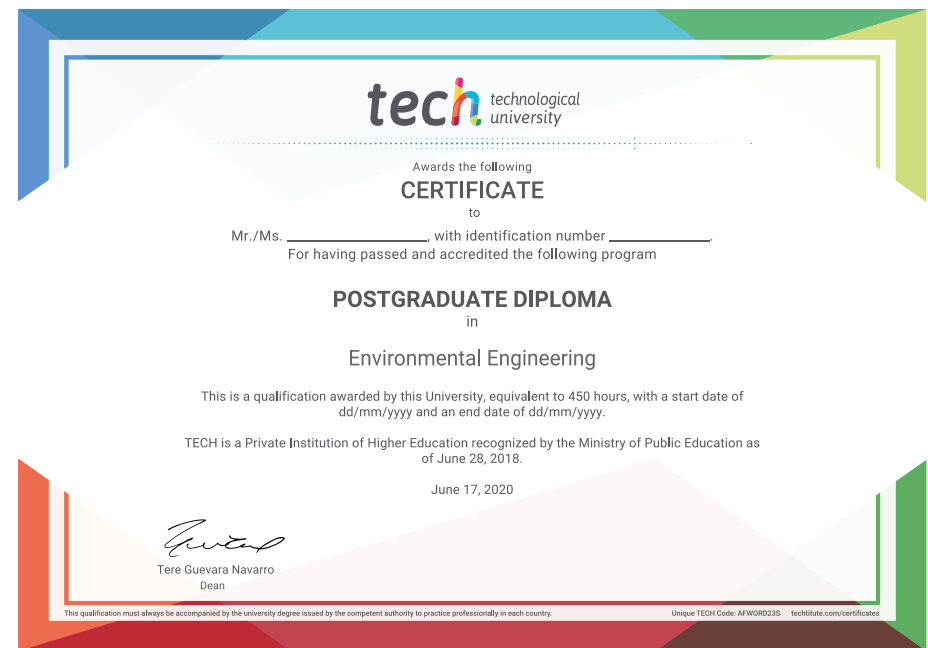 tech technological
university
Awards the following
CERTIFICATE
to
Mr./Ms. ____________________, with identification number ______________.
For having passed and accredited the following program
POSTGRADUATE DIPLOMA
in
Environmental Engineering
This is a qualification awarded by this University, equivalent to 450 hours, with a start date of
dd/mm/yyyy and an end date of dd/mm/yyyy.
TECH is a Private Institution of Higher Education recognized by the Ministry of Public Education as
of June 28, 2018.
June 17, 2020
Tere Guevara Navarro
Dean
This qualification must always be accompanied by the university degree issued by the competent authority to practice professionally in each country. Unique TECH Code: AFWORD23S techtitute.com/certificates